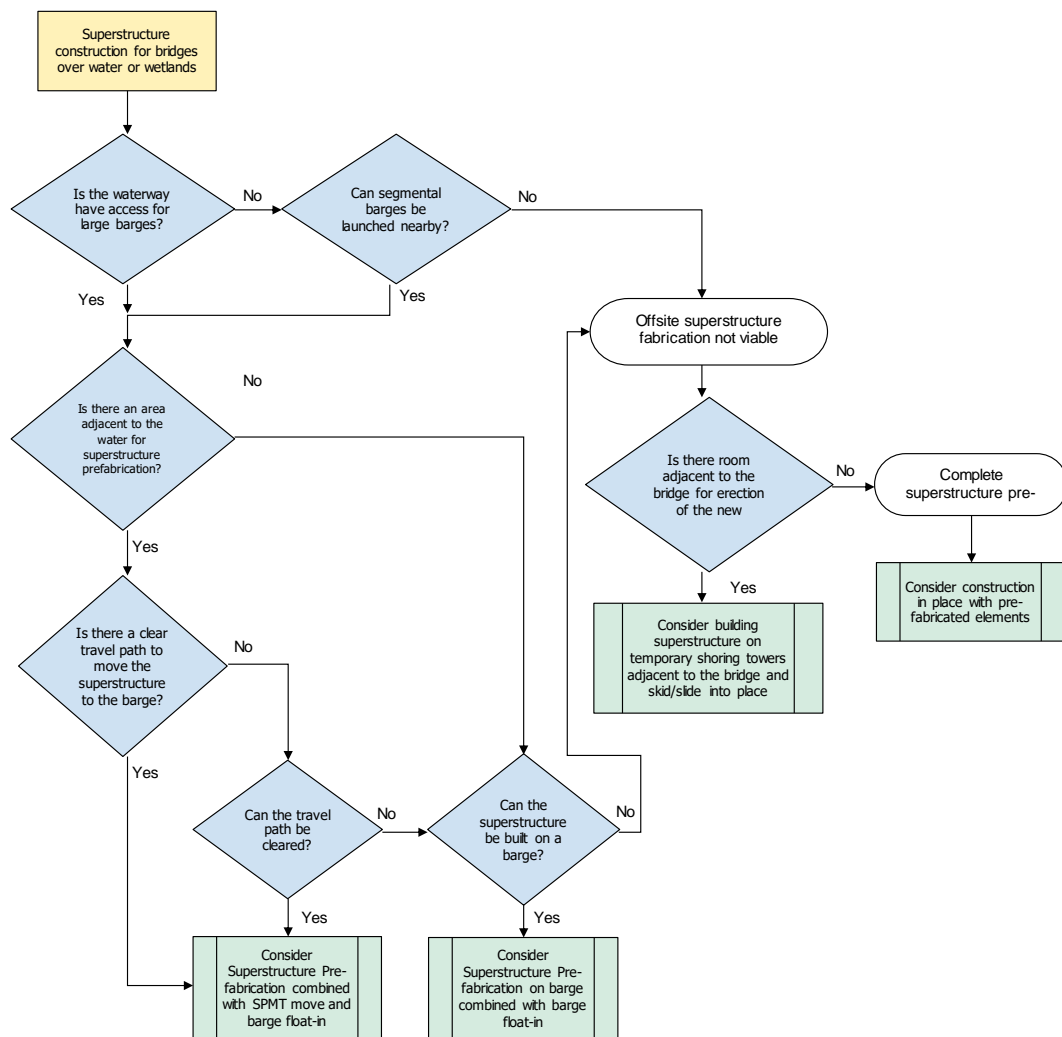 Superstructure
construction for bridges
over water or wetlands
Is the waterway
have access for
large barges?
No
Can segmental
barges be
launched nearby?
No
Yes
Yes
Offsite superstructure
fabrication not viable
Is there an area
adjacent to the
water for
superstructure
prefabrication?
No
Is there room
adjacent to the
bridge for erection
of the new
No
Complete
superstructure pre-
Yes
Yes
Consider construction
in place with pre-
fabricated elements
Consider building
superstructure on
temporary shoring towers
adjacent to the bridge and
skid/slide into place
Is there a clear
travel path to
move the
superstructure
to the barge?
No
Yes
Can the travel
path be
cleared?
No
Can the
superstructure
be built on a
barge?
No
Yes
Yes
Consider
Superstructure Pre-
fabrication combined
with SPMT move and
barge float-in
Consider
Superstructure Pre-
fabrication on barge
combined with barge
float-in